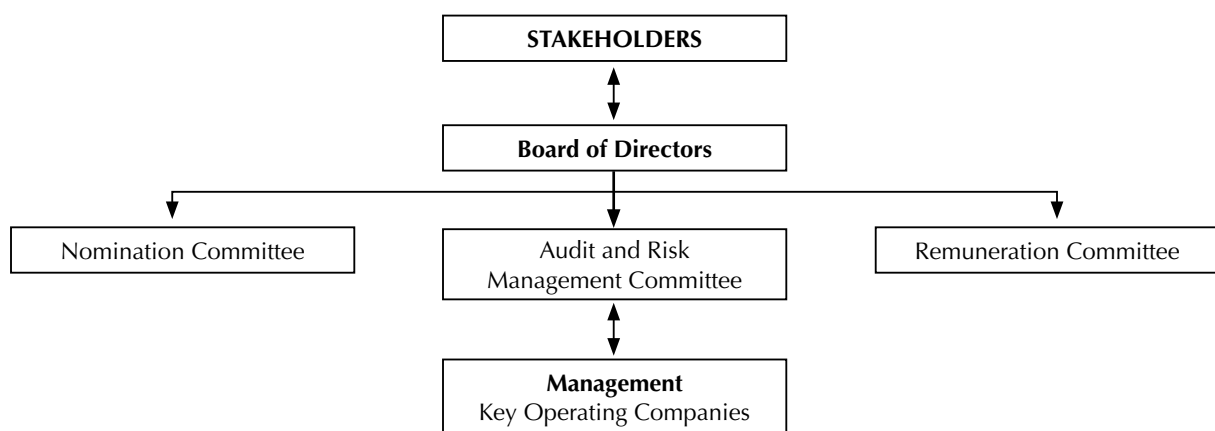 STAKEHOLDERS
Board of Directors
Nomination Committee
Audit and Risk
Management Committee
Remuneration Committee
Management
Key Operating Companies